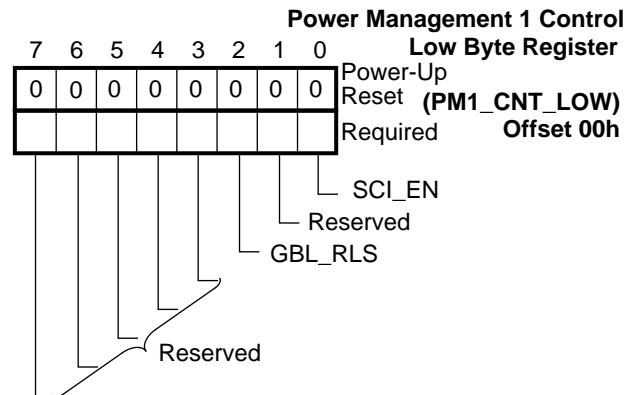 Power Management 1 Control
Low Byte Register
(PM1_CNT_LOW)
Offset 00h
7 6 5 4 3 2 1 0
0 0 0 0 0 0 0 0
Power-Up
Reset
Required
SCI_EN
Reserved
GBL_RLS
Reserved